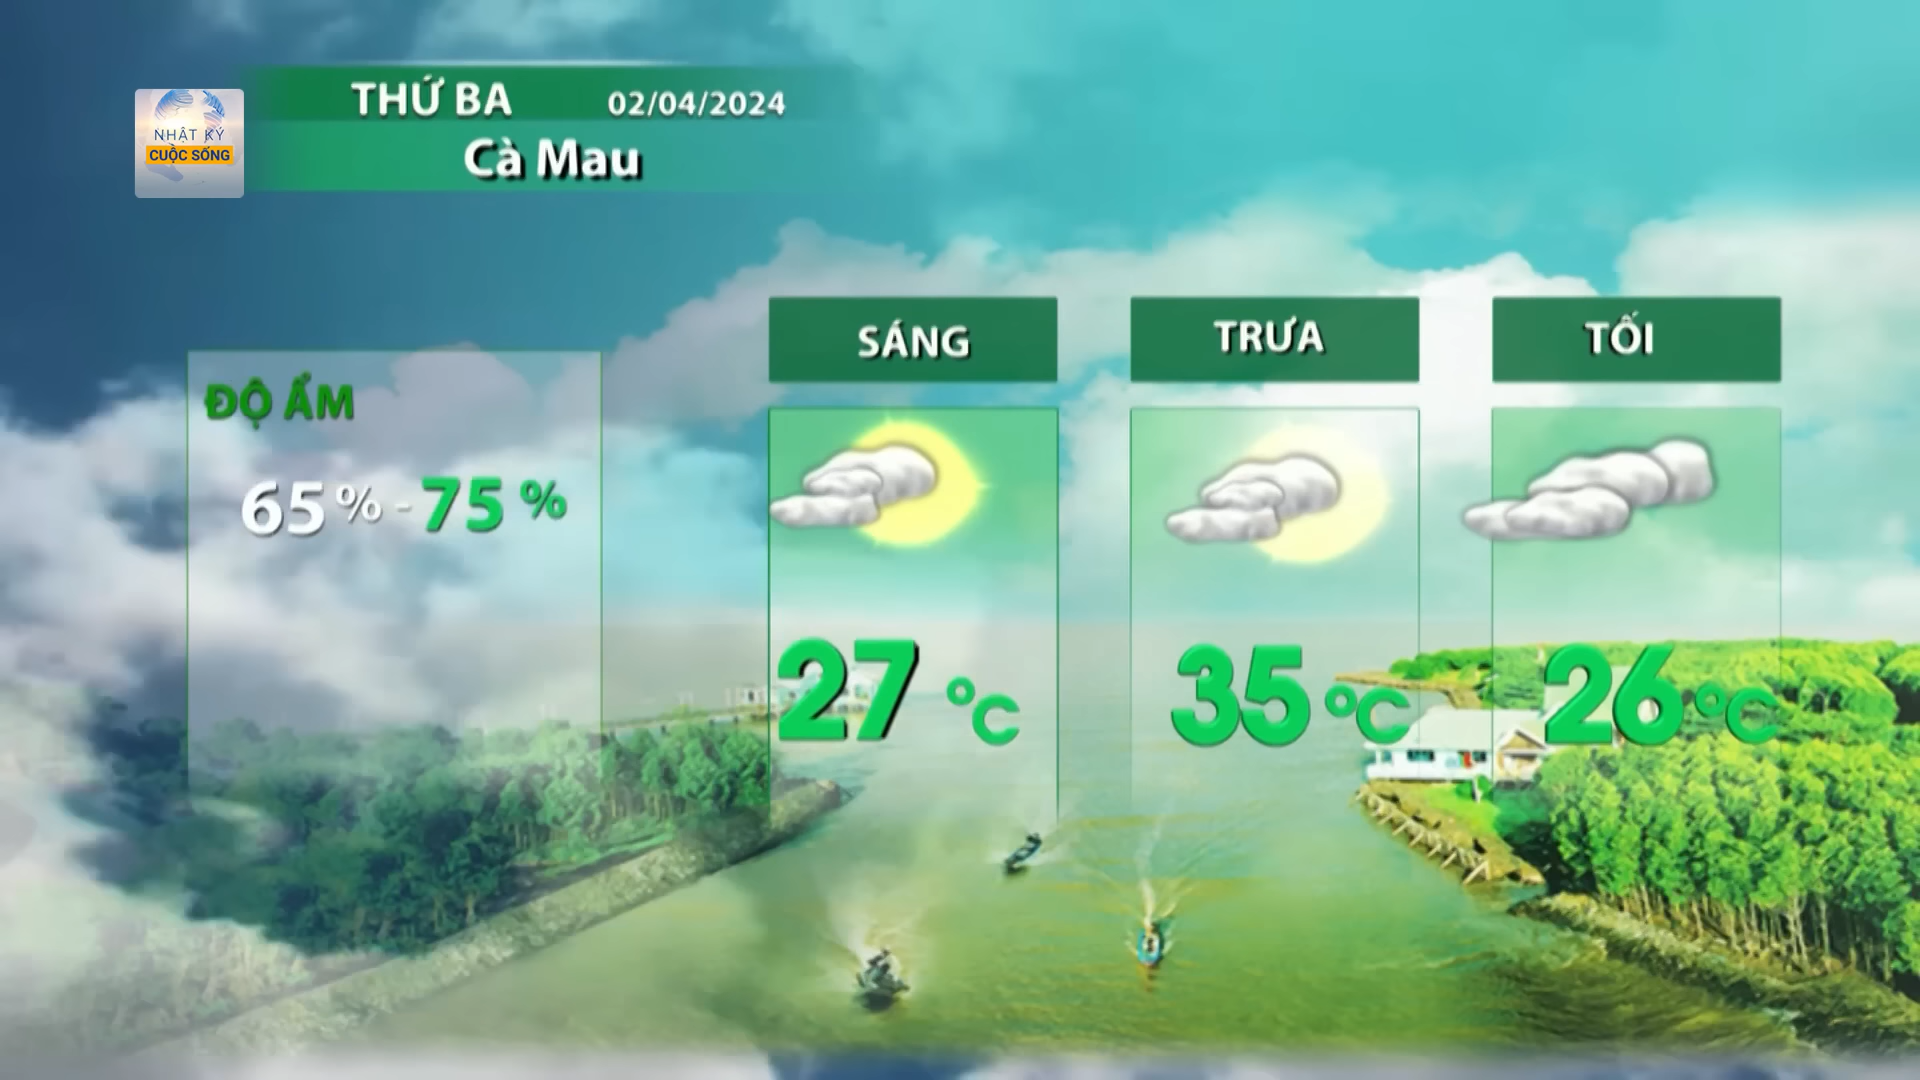 THỨ BA 02/04/2024
NHẬT KÝ
CUỘC SỐNG
Cà Mau
SÁNG
TRƯA
TỐI
ĐỘ ẨM
65% - 75%
27 °C
35 °C
26 °C